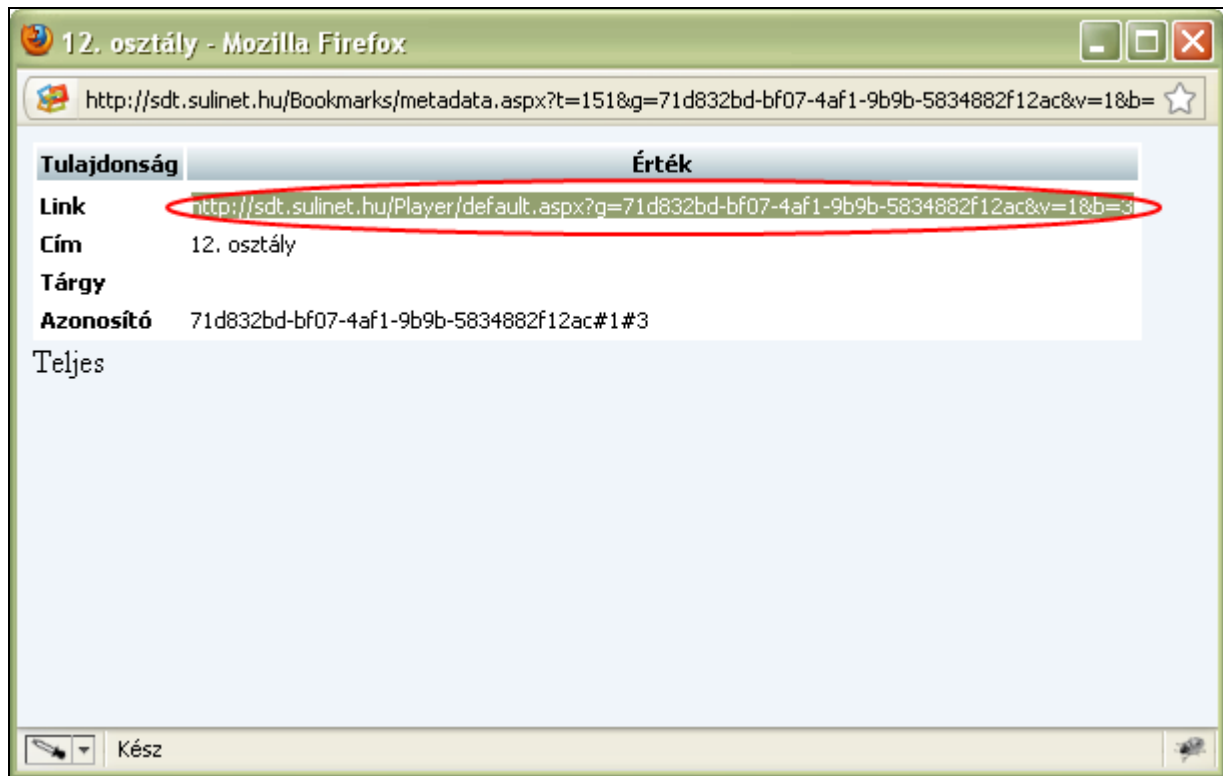 12. osztály - Mozilla Firefox
http://sdt.sulinet.hu/Bookmarks/metadata.aspx?t=151&g=71d832bd-bf07-4af1-9b9b-5834882f12ac&v=1&b=
Tulajdonság Érték
Link http://sdt.sulinet.hu/Player/default.aspx?g=71d832bd-bf07-4af1-9b9b-5834882f12ac&v=1&b=3
Cím 12. osztály
Tárgy
Azonosító 71d832bd-bf07-4af1-9b9b-5834882f12ac#1#3
Teljes
Kész